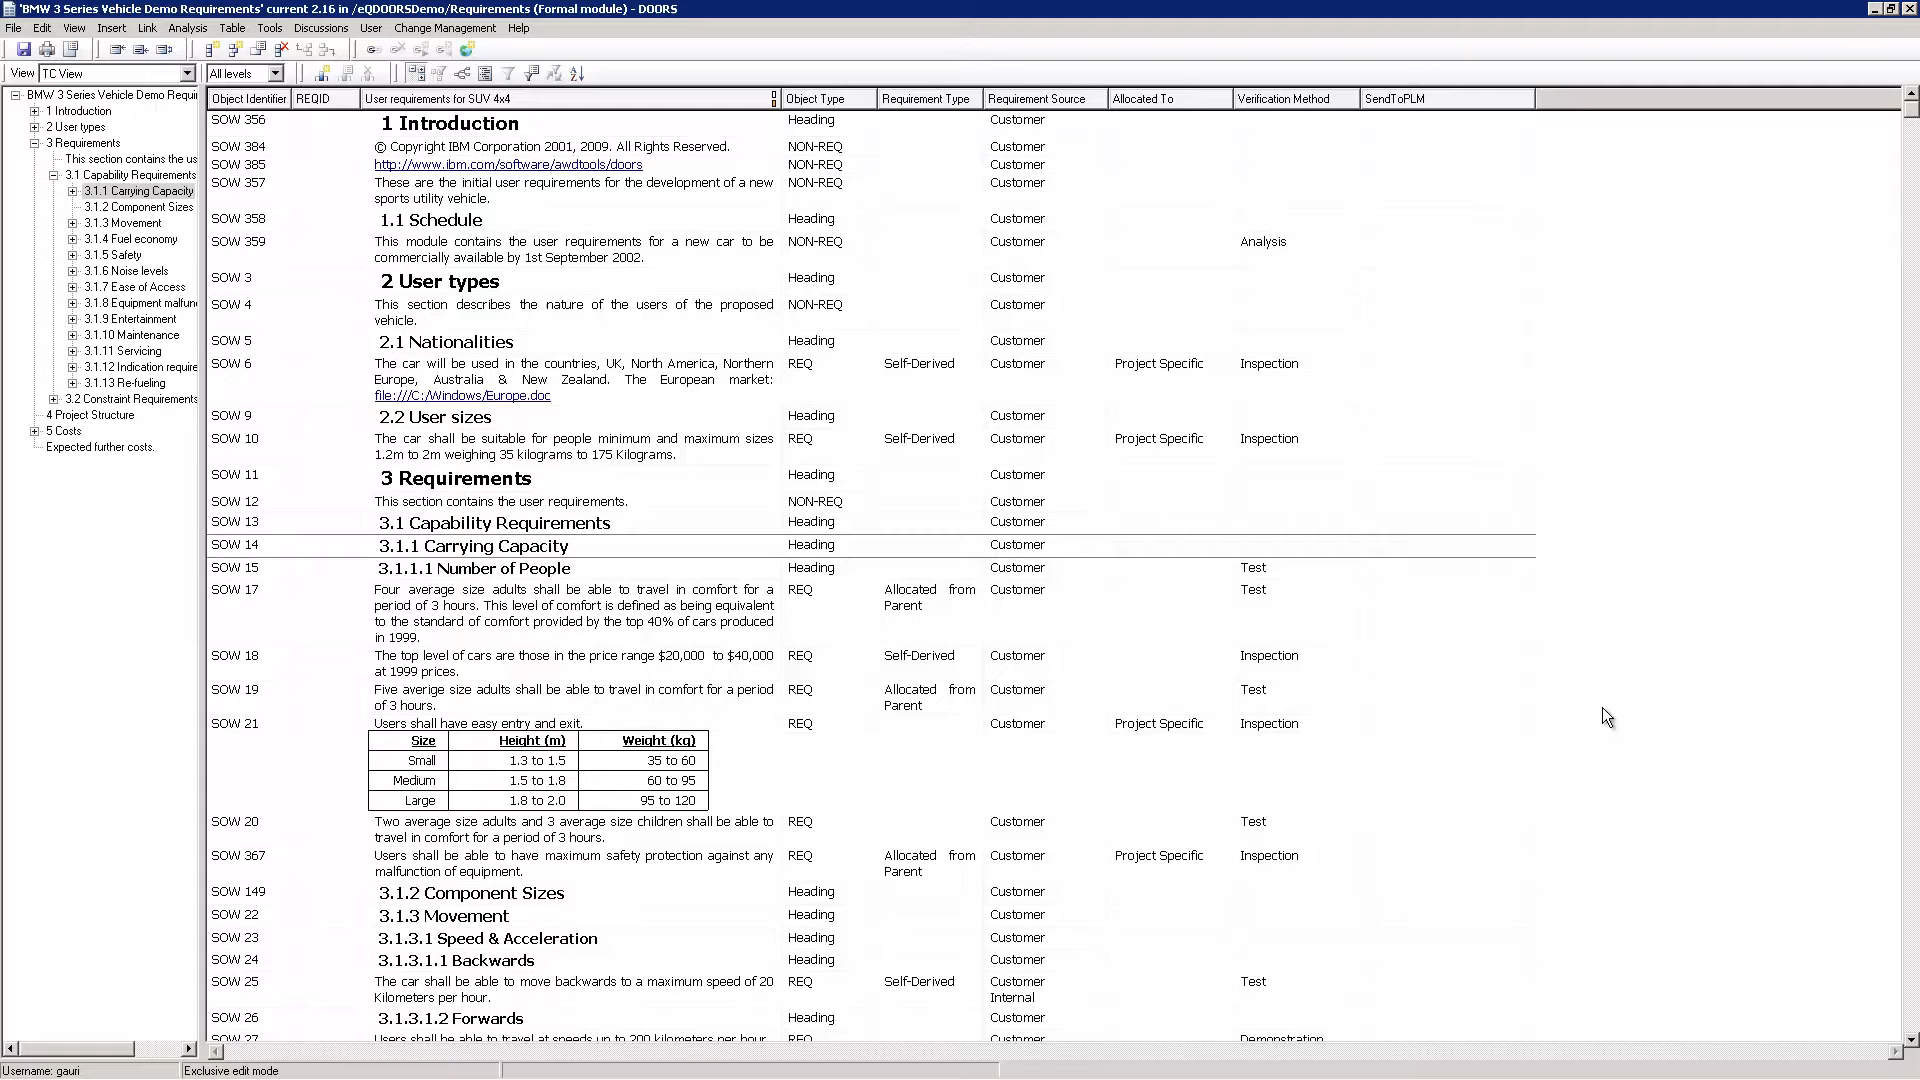 'BMW 3 Series Vehicle Demo Requirements' current 2.16 in /eQDOORSDemo/Requirements (Formal module) - DOORS
File Edit View Insert Link Analysis Table Tools Discussions User Change Management Help
View TC View All levels
BMW 3 Series Vehicle Demo Requi
1 Introduction
2 User types
3 Requirements
This section contains the us
3.1 Capability Requirements
3.1.1 Carrying Capacity
3.1.2 Component Sizes
3.1.3 Movement
3.1.4 Fuel economy
3.1.5 Safety
3.1.6 Noise levels
3.1.7 Ease of Access
3.1.8 Equipment malfun
3.1.9 Entertainment
3.1.10 Maintenance
3.1.11 Servicing
3.1.12 Indication require
3.1.13 Re-fueling
3.2 Constraint Requirements
4 Project Structure
5 Costs
Expected further costs.
Object Identifier REQID User requirements for SUV 4x4 Object Type Requirement Type Requirement Source Allocated To Verification Method SendToPLM
SOW 356 1 Introduction Heading Customer
SOW 384 © Copyright IBM Corporation 2001, 2009. All Rights Reserved. NON-REQ Customer
SOW 385 http://www.ibm.com/software/awdtools/doors NON-REQ Customer
SOW 357 These are the initial user requirements for the development of a new NON-REQ Customer
sports utility vehicle.
SOW 358 1.1 Schedule Heading Customer
SOW 359 This module contains the user requirements for a new car to be NON-REQ Customer Analysis
commercially available by 1st September 2002.
SOW 3 2 User types Heading Customer
SOW 4 This section describes the nature of the users of the proposed NON-REQ Customer
vehicle.
SOW 5 2.1 Nationalities Heading Customer
SOW 6 The car will be used in the countries, UK, North America, Northern REQ Self-Derived Customer Project Specific Inspection
Europe, Australia & New Zealand. The European market:
file:///C:/Windows/Europe.doc
SOW 9 2.2 User sizes Heading Customer
SOW 10 The car shall be suitable for people minimum and maximum sizes REQ Self-Derived Customer Project Specific Inspection
1.2m to 2m weighing 35 kilograms to 175 Kilograms.
SOW 11 3 Requirements Heading Customer
SOW 12 This section contains the user requirements. NON-REQ Customer
SOW 13 3.1 Capability Requirements Heading Customer
SOW 14 3.1.1 Carrying Capacity Heading Customer
SOW 15 3.1.1.1 Number of People Heading Customer Test
SOW 17 Four average size adults shall be able to travel in comfort for a REQ Allocated from Customer Test
period of 3 hours. This level of comfort is defined as being equivalent Parent
to the standard of comfort provided by the top 40% of cars produced
in 1999.
SOW 18 The top level of cars are those in the price range $20,000 to $40,000 REQ Self-Derived Customer Inspection
at 1999 prices.
SOW 19 Five averige size adults shall be able to travel in comfort for a period REQ Allocated from Customer Test
of 3 hours. Parent
SOW 21 Users shall have easy entry and exit. REQ Customer Project Specific Inspection
Size Height (m) Weight (kg)
Small 1.3 to 1.5 35 to 60
Medium 1.5 to 1.8 60 to 95
Large 1.8 to 2.0 95 to 120
SOW 20 Two average size adults and 3 average size children shall be able to REQ Customer Test
travel in comfort for a period of 3 hours.
SOW 367 Users shall be able to have maximum safety protection against any REQ Allocated from Customer Project Specific Inspection
malfunction of equipment. Parent
SOW 149 3.1.2 Component Sizes Heading Customer
SOW 22 3.1.3 Movement Heading Customer
SOW 23 3.1.3.1 Speed & Acceleration Heading Customer
SOW 24 3.1.3.1.1 Backwards Heading Customer
SOW 25 The car shall be able to move backwards to a maximum speed of 20 REQ Self-Derived Customer Test
Kilometers per hour. Internal
SOW 26 3.1.3.1.2 Forwards Heading Customer
SOW 27 Users shall be able to travel at speeds up to 200 kilometers per hour REQ Customer Demonstration
Username: gauri Exclusive edit mode